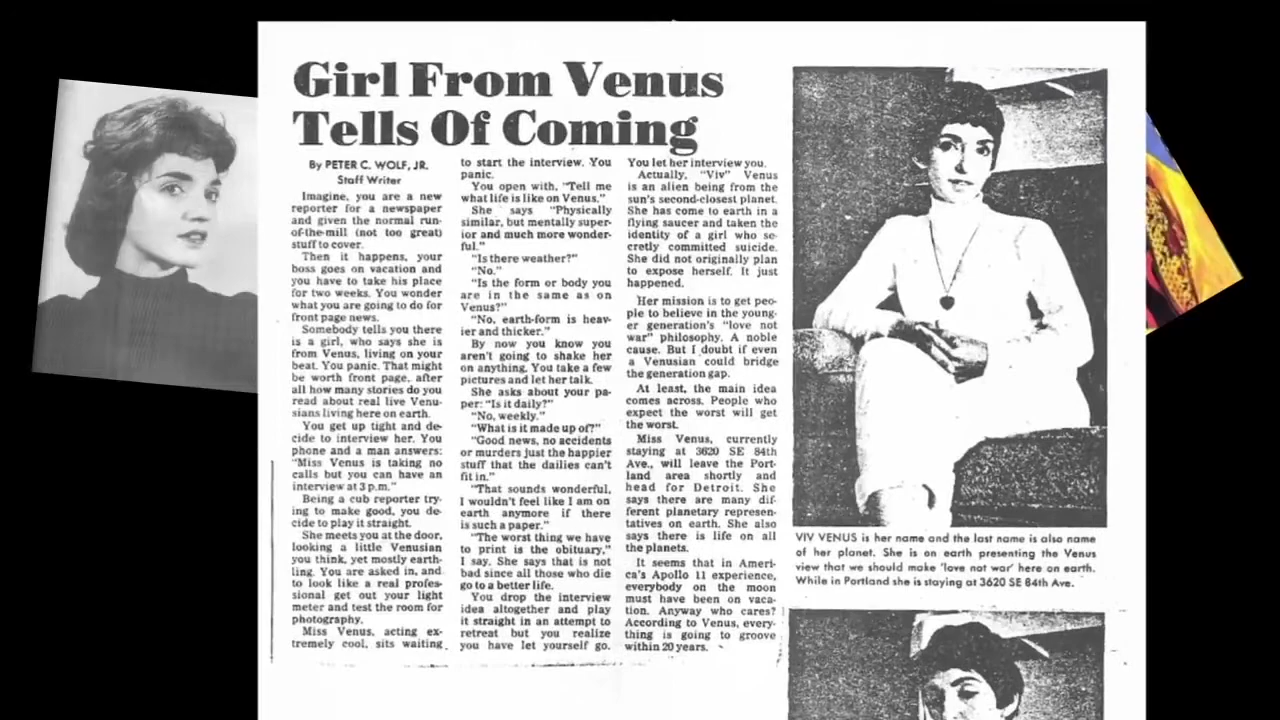 Girl From Venus
Tells Of Coming
By PETER C. WOLF, JR.
Staff Writer
Imagine, you are a new
reporter for a newspaper
and given the normal run-
of-the-mill (not too great)
stuff to cover.
Then it happens, your
boss goes on vacation and
you have to take his place
for two weeks. You wonder
what you are going to do for
front page news.
Somebody tells you there
is a girl, who says she is
from Venus, living on your
beat. You panic. That might
be worth front page, after
all how many stories do you
read about real live Venu-
sians living here on earth.
You get up tight and de-
cide to interview her. You
phone and a man answers:
"Miss Venus is taking no
calls but you can have an
interview at 3 p.m."
Being a cub reporter try-
ing to make good, you de-
cide to play it straight.
She meets you at the door,
looking a little Venusian
you think, yet mostly earth-
ling. You are asked in, and
to look like a real profes-
sional get out your light
meter and test the room for
photography.
Miss Venus, acting ex-
tremely cool, sits waiting
to start the interview. You
panic.
You open with, "Tell me
what life is like on Venus."
She says "Physically
similar, but mentally super-
ior and much more wonder-
ful."
"Is there weather?"
"No."
"Is the form or body you
are in the same as on
Venus?"
"No, earth-form is heav-
ier and thicker."
By now you know you
aren't going to shake her
on anything. You take a few
pictures and let her talk.
She asks about your pa-
per: "Is it daily?"
"No, weekly."
"What is it made up of?"
"Good news, no accidents
or murders just the happier
stuff that the dailies can't
fit in."
"That sounds wonderful,
I wouldn't feel like I am on
earth anymore if there
is such a paper."
"The worst thing we have
to print is the obituary,"
I say. She says that is not
bad since all those who die
go to a better life.
You drop the interview
idea altogether and play
it straight in an attempt to
retreat but you realize
you have let yourself go.
You let her interview you.
Actually, "Viv" Venus
is an alien being from the
sun's second-closest planet.
She has come to earth in a
flying saucer and taken the
identity of a girl who se-
cretly committed suicide.
She did not originally plan
to expose herself. It just
happened.
Her mission is to get peo-
ple to believe in the young-
er generation's "love not
war" philosophy. A noble
cause. But I doubt if even
a Venusian could bridge
the generation gap.
At least, the main idea
comes across. People who
expect the worst will get
the worst.
Miss Venus, currently
staying at 3620 SE 84th
Ave., will leave the Port-
land area shortly and
head for Detroit. She
says there are many dif-
ferent planetary represen-
tatives on earth. She also
says there is life on all
the planets.
It seems that in Ameri-
ca's Apollo 11 experience,
everybody on the moon
must have been on vaca-
tion. Anyway who cares?
According to Venus, every-
thing is going to groove
within 20 years.
VIV VENUS is her name and the last name is also name
of her planet. She is on earth presenting the Venus
view that we should make 'love not war' here on earth.
While in Portland she is staying at 3620 SE 84th Ave.